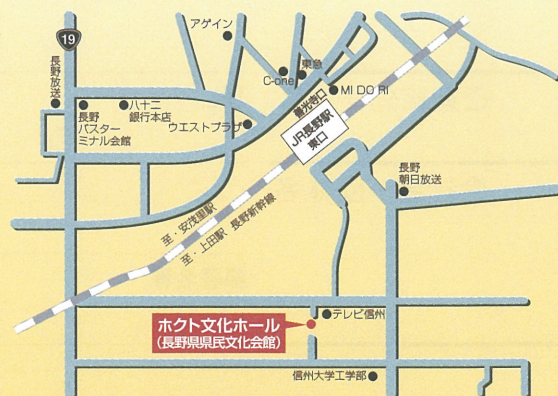 アゲイン
19
東急
C-one
長野放送
MIDORI
善光寺口
八十二
銀行本店
長野
バスター
ミナル会館
ウエストプラザ
JR長野駅
東口
長野
朝日放送
至・安茂里駅
至・上田駅 長野新幹線
テレビ信州
ホクト文化ホール
(長野県県民文化会館)
信州大学工学部